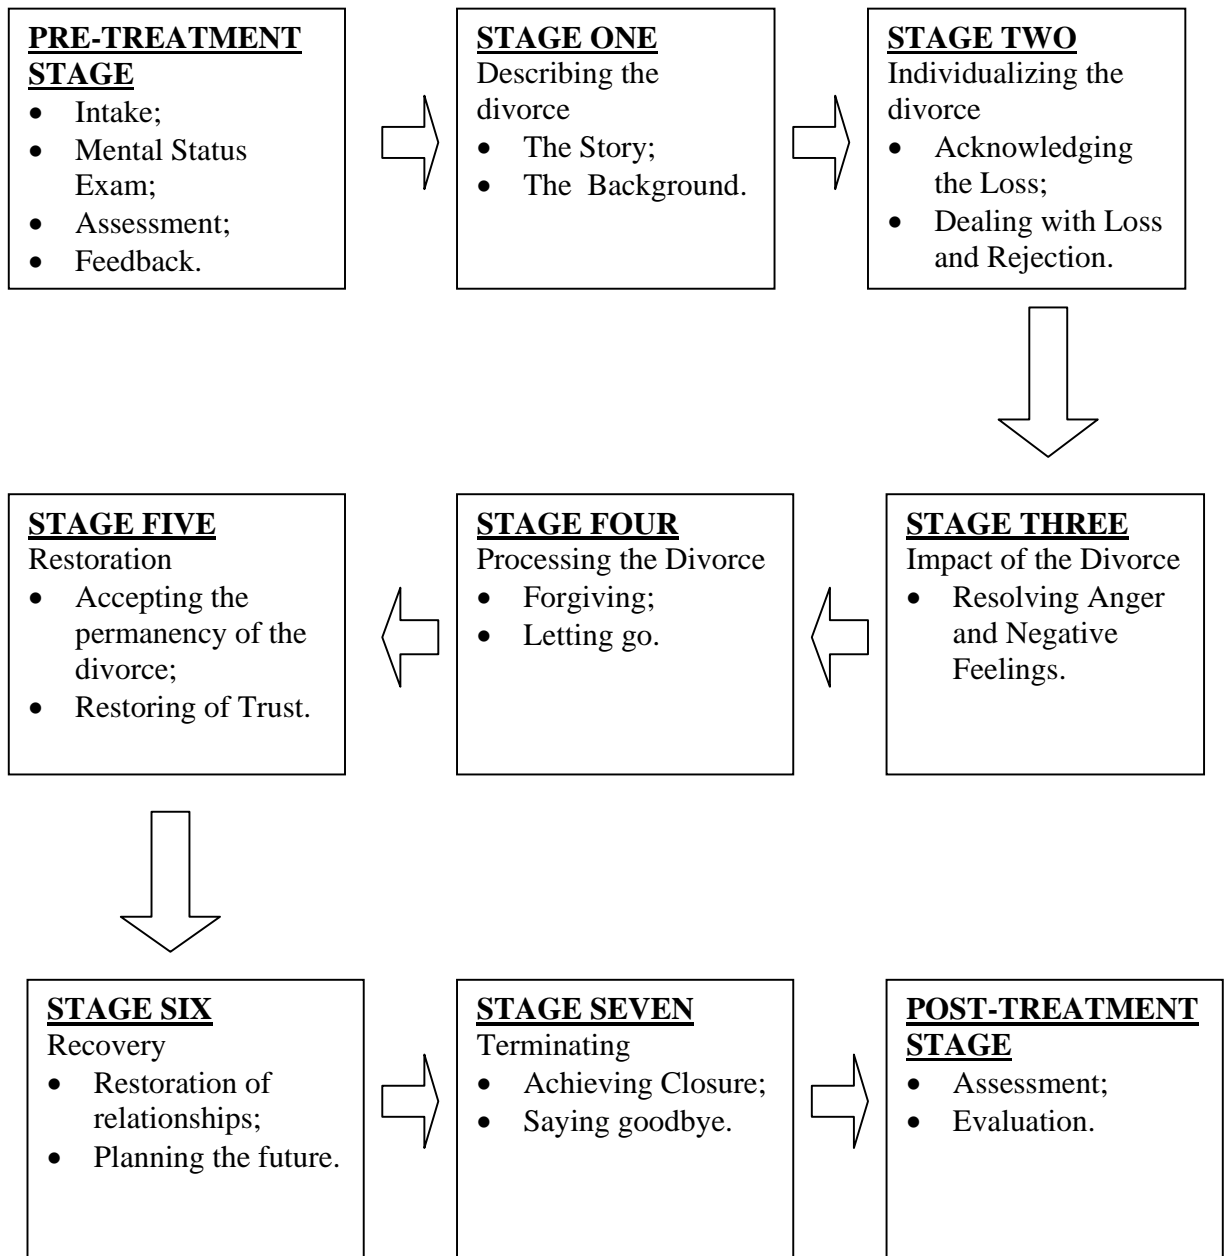 PRE-TREATMENT
STAGE
• Intake;
• Mental Status
Exam;
• Assessment;
• Feedback.
STAGE ONE
Describing the
divorce
• The Story;
• The Background.
STAGE TWO
Individualizing the
divorce
• Acknowledging
the Loss;
• Dealing with Loss
and Rejection.
STAGE THREE
Impact of the Divorce
• Resolving Anger
and Negative
Feelings.
STAGE FOUR
Processing the Divorce
• Forgiving;
• Letting go.
STAGE FIVE
Restoration
• Accepting the
permanency of the
divorce;
• Restoring of Trust.
STAGE SIX
Recovery
• Restoration of
relationships;
• Planning the future.
STAGE SEVEN
Terminating
• Achieving Closure;
• Saying goodbye.
POST-TREATMENT
STAGE
• Assessment;
• Evaluation.